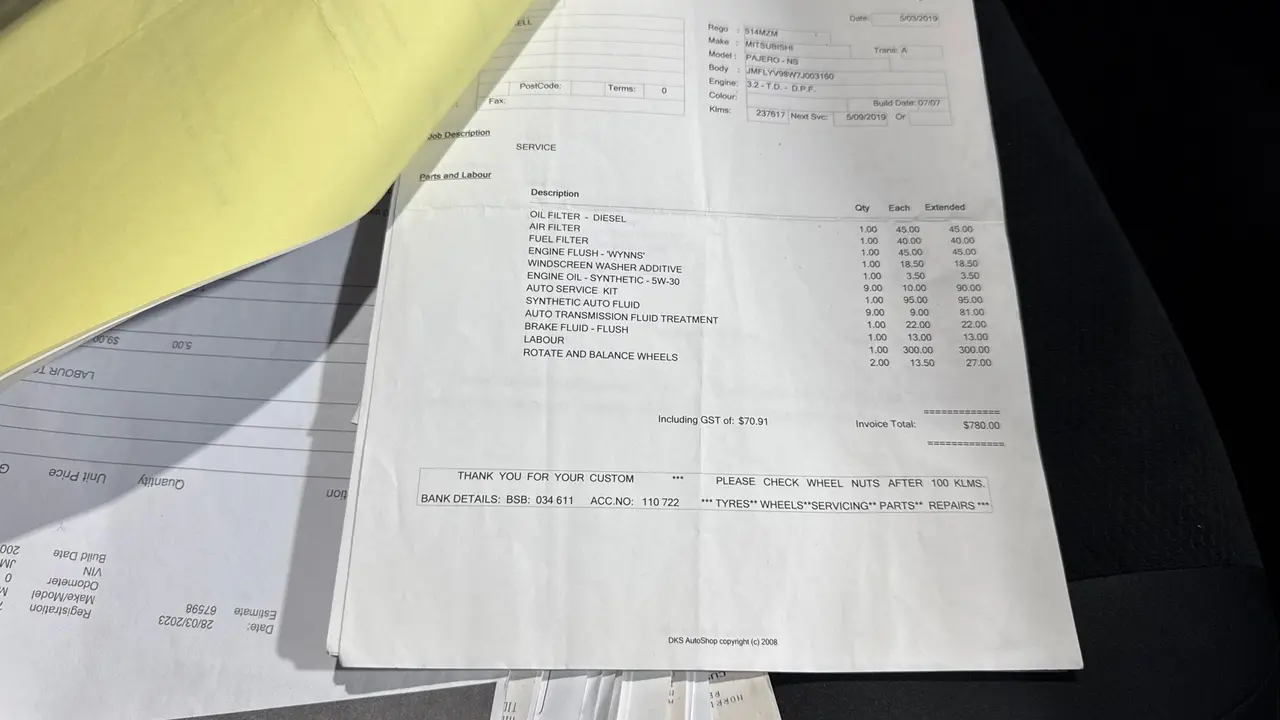 ELL
Date: 5/03/2019
Rego : 514MZM
Make : MITSUBISHI Trans: A
Model : PAJERO - NS
Body : JMFLYV98W7J003160
Engine: 3.2 - T.D. - D.P.F.
Colour:
Build Date: 07/07
Klms: 237617 Next Svc: 5/09/2019 Or
PostCode: Terms: 0
Fax:
Job Description
SERVICE
Parts and Labour
Description Qty Each Extended
OIL FILTER - DIESEL 1.00 45.00 45.00
AIR FILTER 1.00 40.00 40.00
FUEL FILTER 1.00 45.00 45.00
ENGINE FLUSH - 'WYNNS' 1.00 18.50 18.50
WINDSCREEN WASHER ADDITIVE 1.00 3.50 3.50
ENGINE OIL - SYNTHETIC - 5W-30 9.00 10.00 90.00
AUTO SERVICE KIT 1.00 95.00 95.00
SYNTHETIC AUTO FLUID 9.00 9.00 81.00
AUTO TRANSMISSION FLUID TREATMENT 1.00 22.00 22.00
BRAKE FLUID - FLUSH 1.00 13.00 13.00
LABOUR 1.00 300.00 300.00
ROTATE AND BALANCE WHEELS 2.00 13.50 27.00
=============
Including GST of: $70.91 Invoice Total: $780.00
=============
THANK YOU FOR YOUR CUSTOM *** PLEASE CHECK WHEEL NUTS AFTER 100 KLMS.
BANK DETAILS: BSB: 034 611 ACC.NO: 110 722 *** TYRES** WHEELS**SERVICING** PARTS** REPAIRS ***
DKS AutoShop copyright (c) 2008
Date: 28/03/2023
Estimate 67598
Registration
Make/Model
Odometer 0
VIN JM
Build Date 200
Quantity Unit Price G
LABOUR
5.00 $9.00